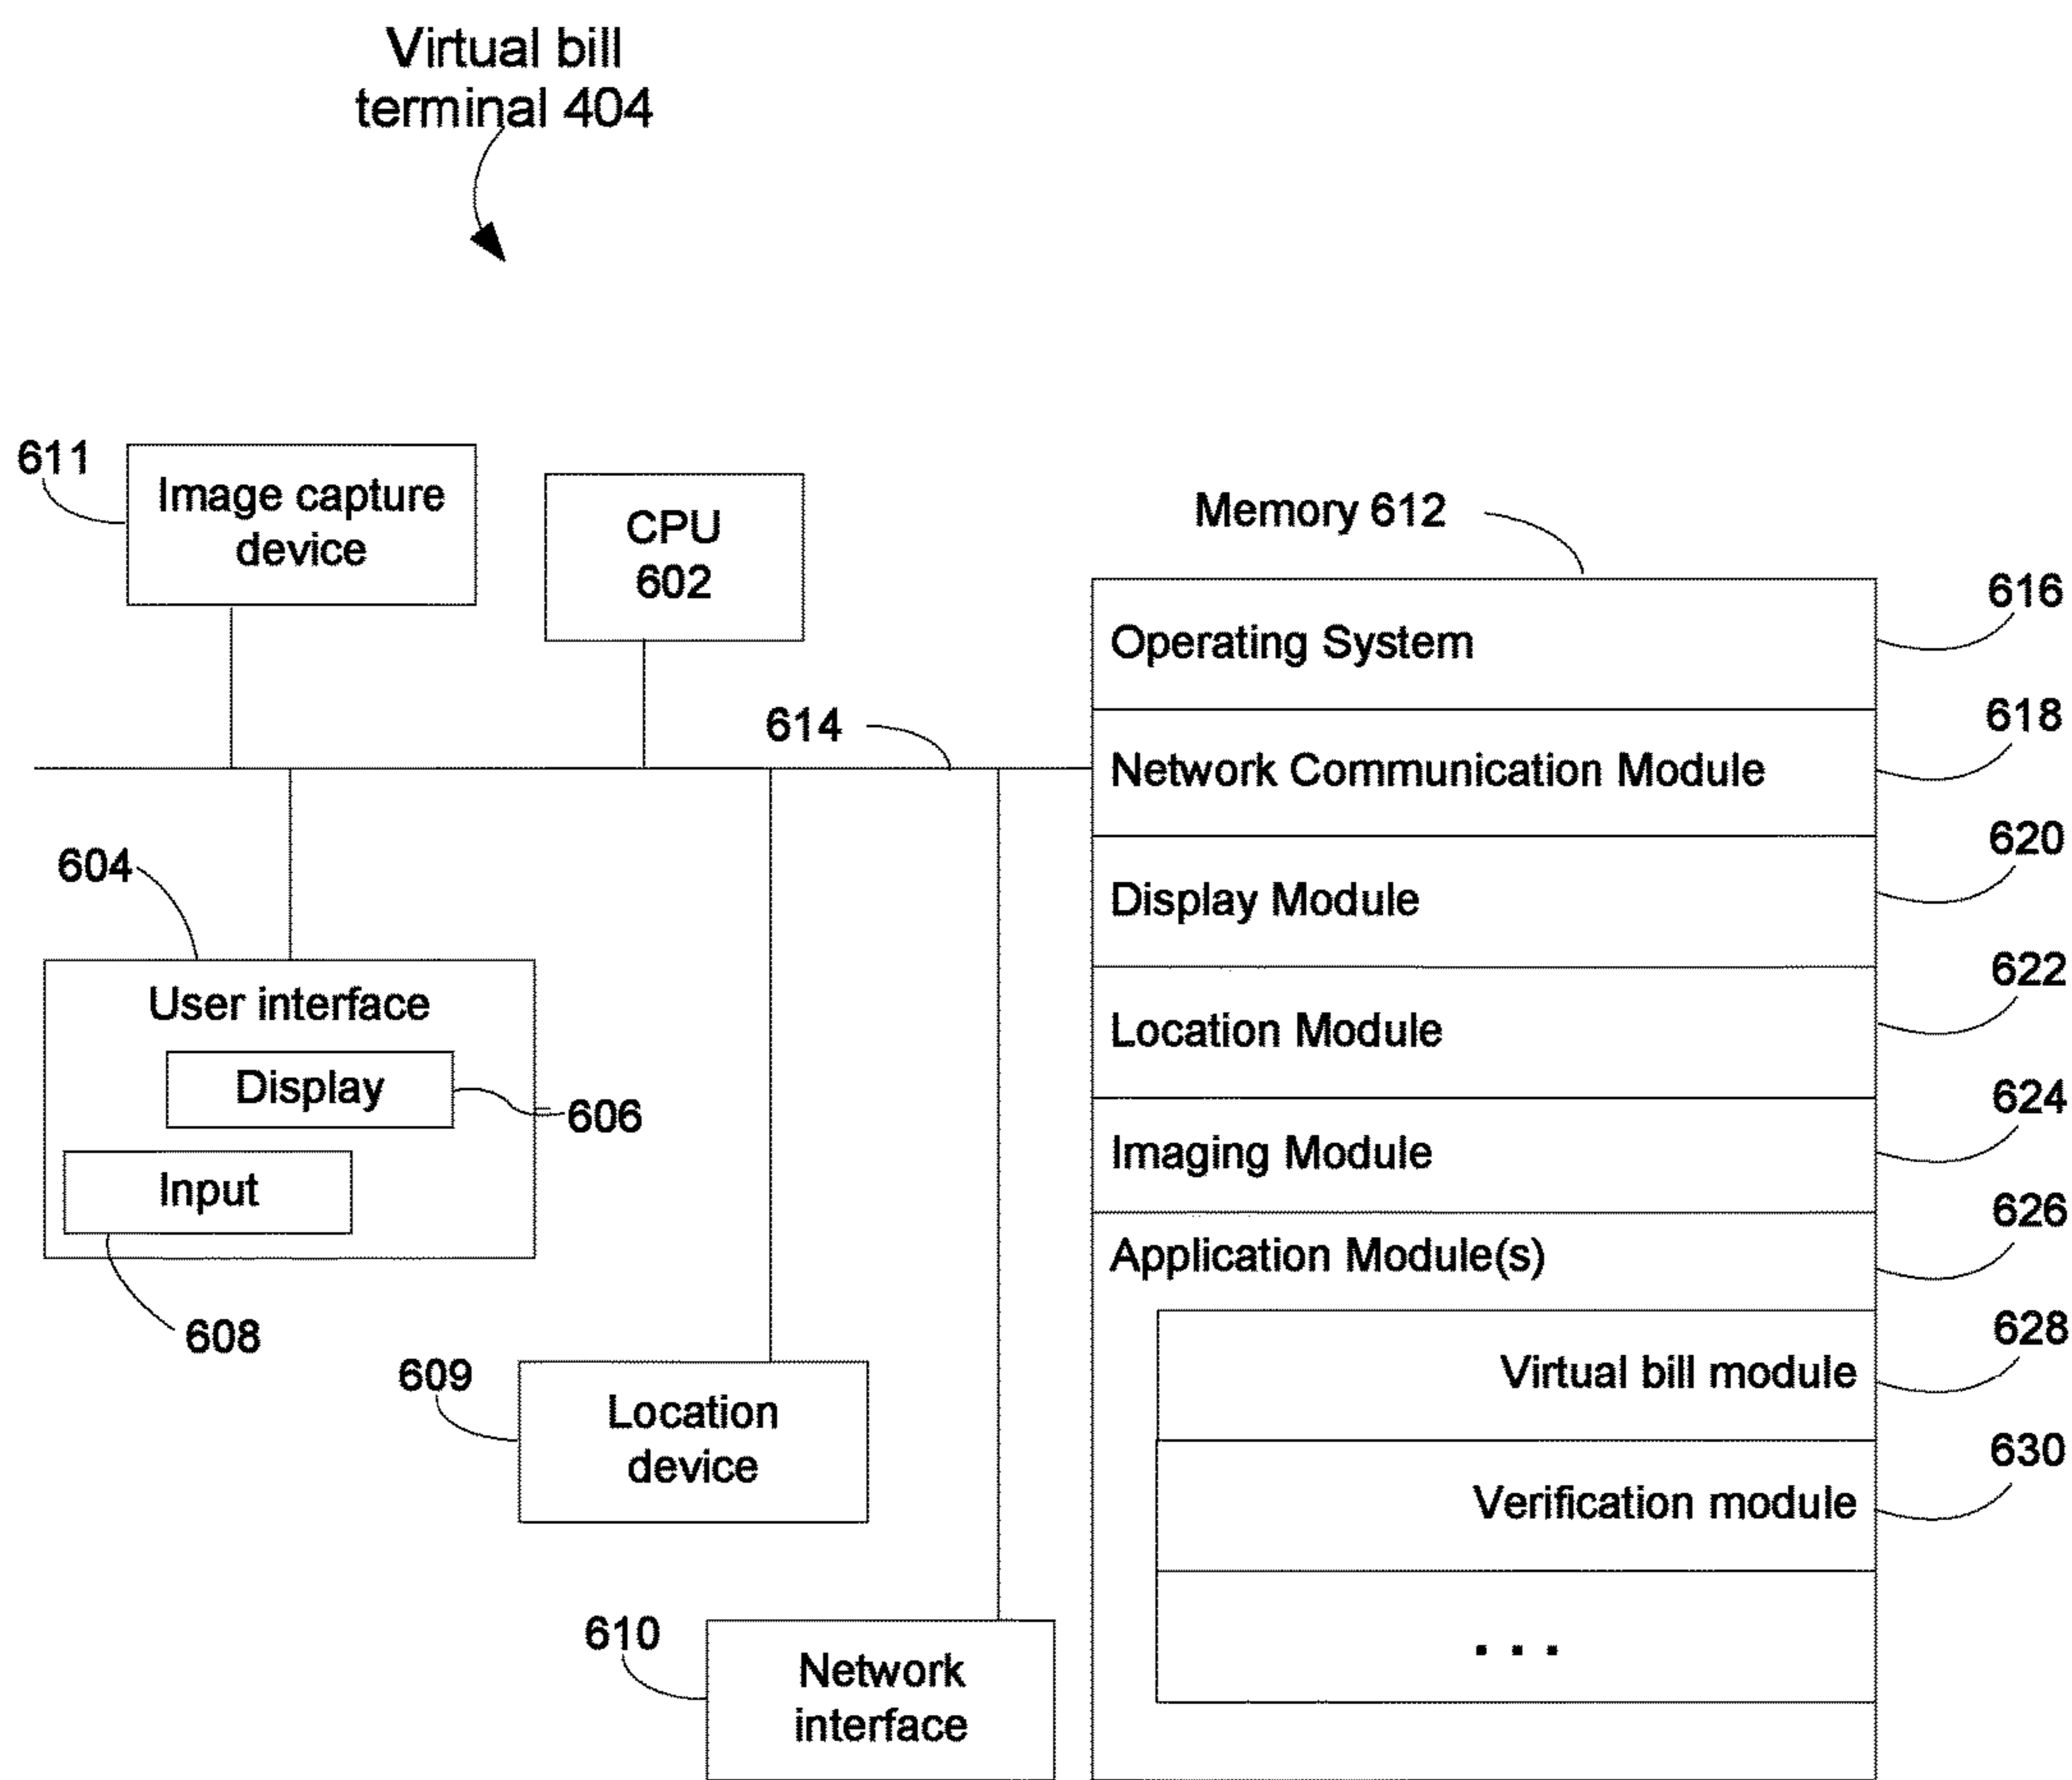 Virtual bill
terminal 404
611
Image capture
device
CPU
602
Memory 612
616
Operating System
614
618
Network Communication Module
604
620
Display Module
User interface
622
Location Module
Display
606
624
Imaging Module
Input
608
626
Application Module(s)
628
Virtual bill module
609
Location
device
630
Verification module
610
Network
interface
. . .